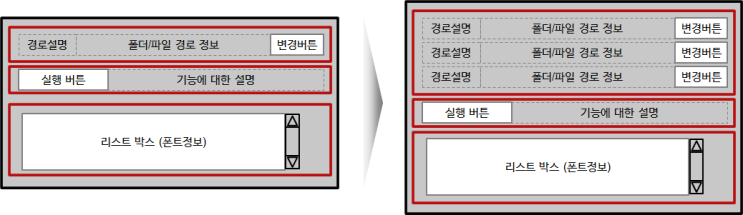 경로설명 폴더/파일 경로 정보 변경버튼
실행 버튼 기능에 대한 설명
리스트 박스 (폰트정보)
경로설명 폴더/파일 경로 정보 변경버튼
경로설명 폴더/파일 경로 정보 변경버튼
경로설명 폴더/파일 경로 정보 변경버튼
실행 버튼 기능에 대한 설명
리스트 박스 (폰트정보)